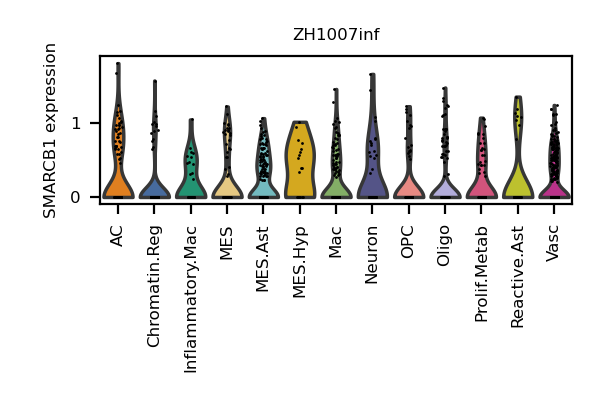 ZH1007inf
SMARCB1 expression
1
0
AC
Chromatin.Reg
Inflammatory.Mac
MES
MES.Ast
MES.Hyp
Mac
Neuron
OPC
Oligo
Prolif.Metab
Reactive.Ast
Vasc